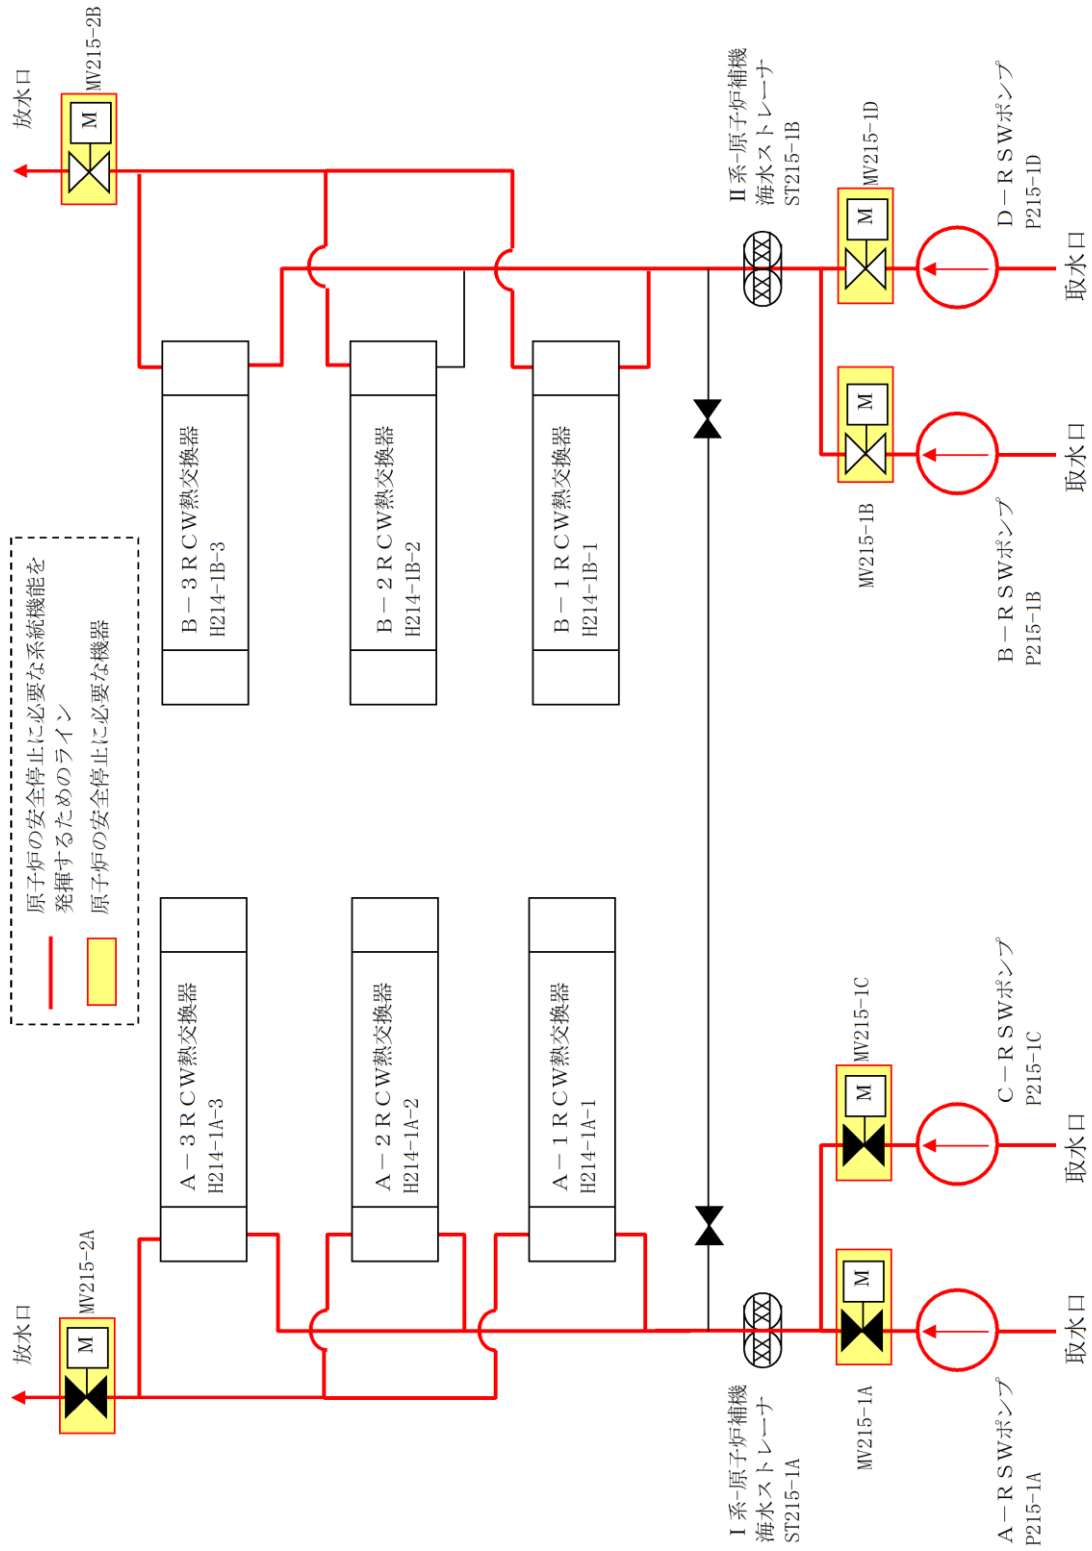 原子炉の安全停止に必要な系統機能を
発揮するためのライン
原子炉の安全停止に必要な機器
放水口
MV215-2A
M
放水口
MV215-2B
M
A－3RCW熱交換器
H214-1A-3
B－3RCW熱交換器
H214-1B-3
A－2RCW熱交換器
H214-1A-2
B－2RCW熱交換器
H214-1B-2
A－1RCW熱交換器
H214-1A-1
B－1RCW熱交換器
H214-1B-1
Ⅰ系-原子炉補機
海水ストレーナ
ST215-1A
Ⅱ系-原子炉補機
海水ストレーナ
ST215-1B
MV215-1A
M
MV215-1C
M
MV215-1B
M
MV215-1D
M
A－RSWポンプ
P215-1A
C－RSWポンプ
P215-1C
B－RSWポンプ
P215-1B
D－RSWポンプ
P215-1D
取水口
取水口
取水口
取水口